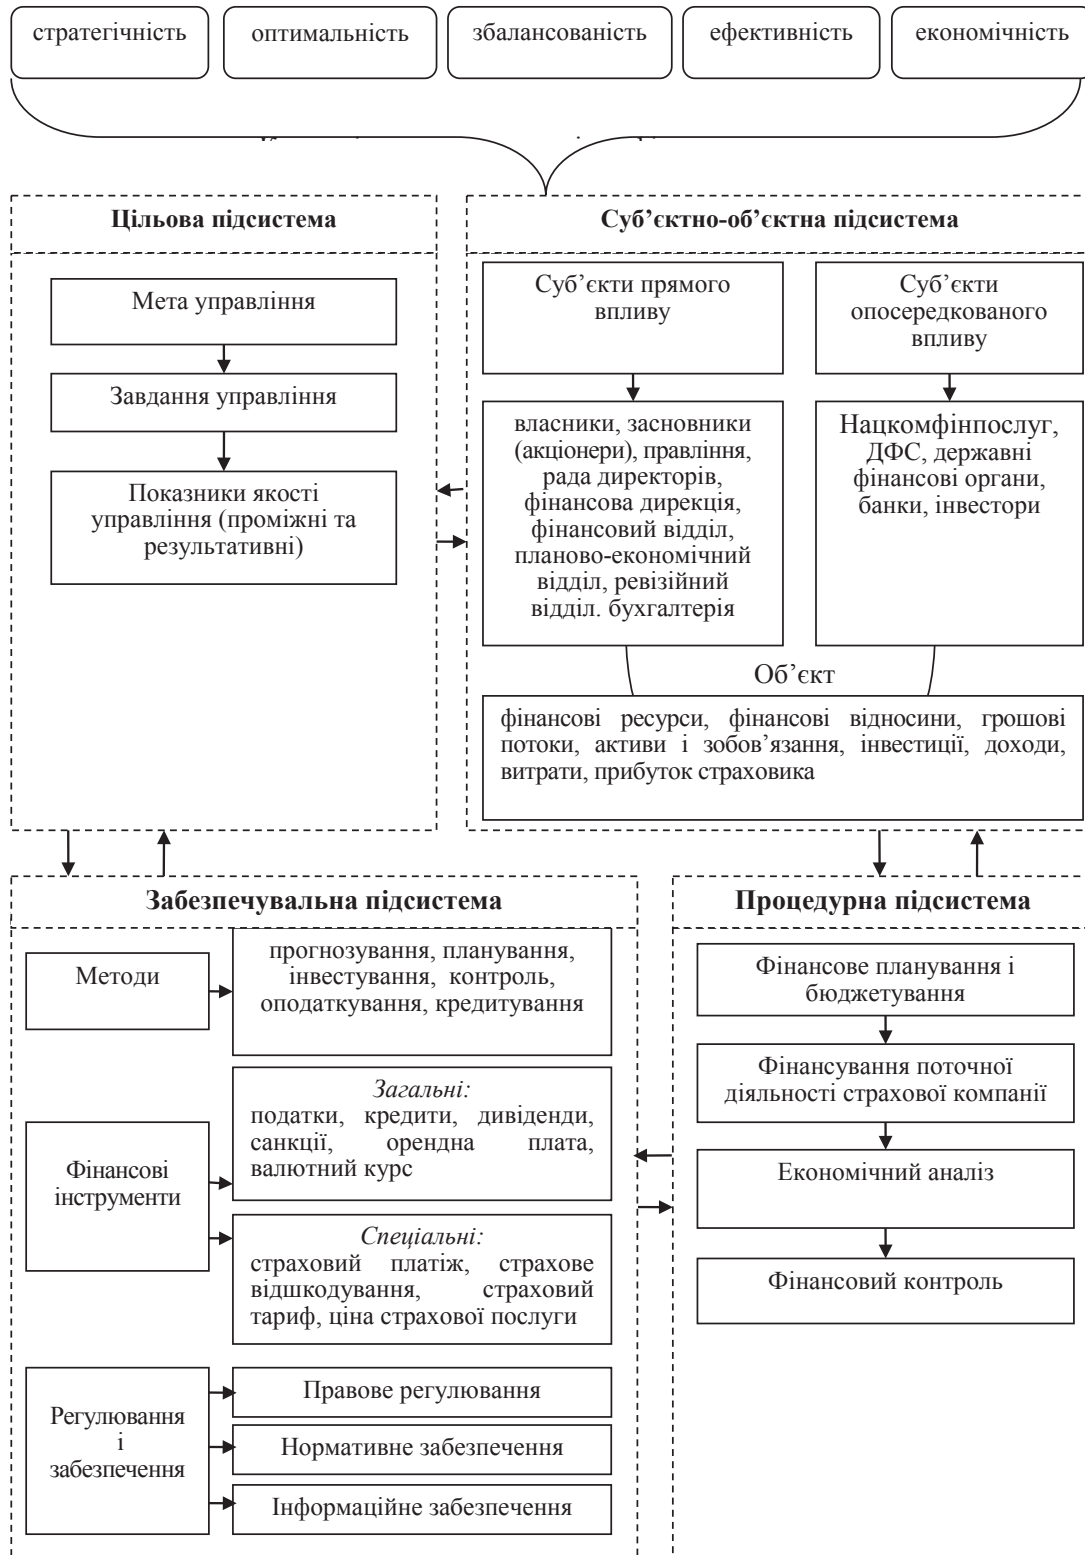 стратегічність
оптимальність
збалансованість
ефективність
економічність
Цільова підсистема
Мета управління
Завдання управління
Показники якості
управління (проміжні та
результативні)
Суб’єктно-об’єктна підсистема
Суб’єкти прямого
впливу
Суб’єкти
опосередкованого
впливу
власники, засновники
(акціонери), правління,
рада директорів,
фінансова дирекція,
фінансовий відділ,
планово-економічний
відділ, ревізійний
відділ. бухгалтерія
Нацкомфінпослуг,
ДФС, державні
фінансові органи,
банки, інвестори
Об’єкт
фінансові ресурси, фінансові відносини, грошові
потоки, активи і зобов’язання, інвестиції, доходи,
витрати, прибуток страховика
Забезпечувальна підсистема
Методи
прогнозування, планування,
інвестування, контроль,
оподаткування, кредитування
Фінансові
інструменти
Загальні:
податки, кредити, дивіденди,
санкції, орендна плата,
валютний курс
Спеціальні:
страховий платіж, страхове
відшкодування, страховий
тариф, ціна страхової послуги
Регулювання
і
забезпечення
Правове регулювання
Нормативне забезпечення
Інформаційне забезпечення
Процедурна підсистема
Фінансове планування і
бюджетування
Фінансування поточної
діяльності страхової компанії
Економічний аналіз
Фінансовий контроль